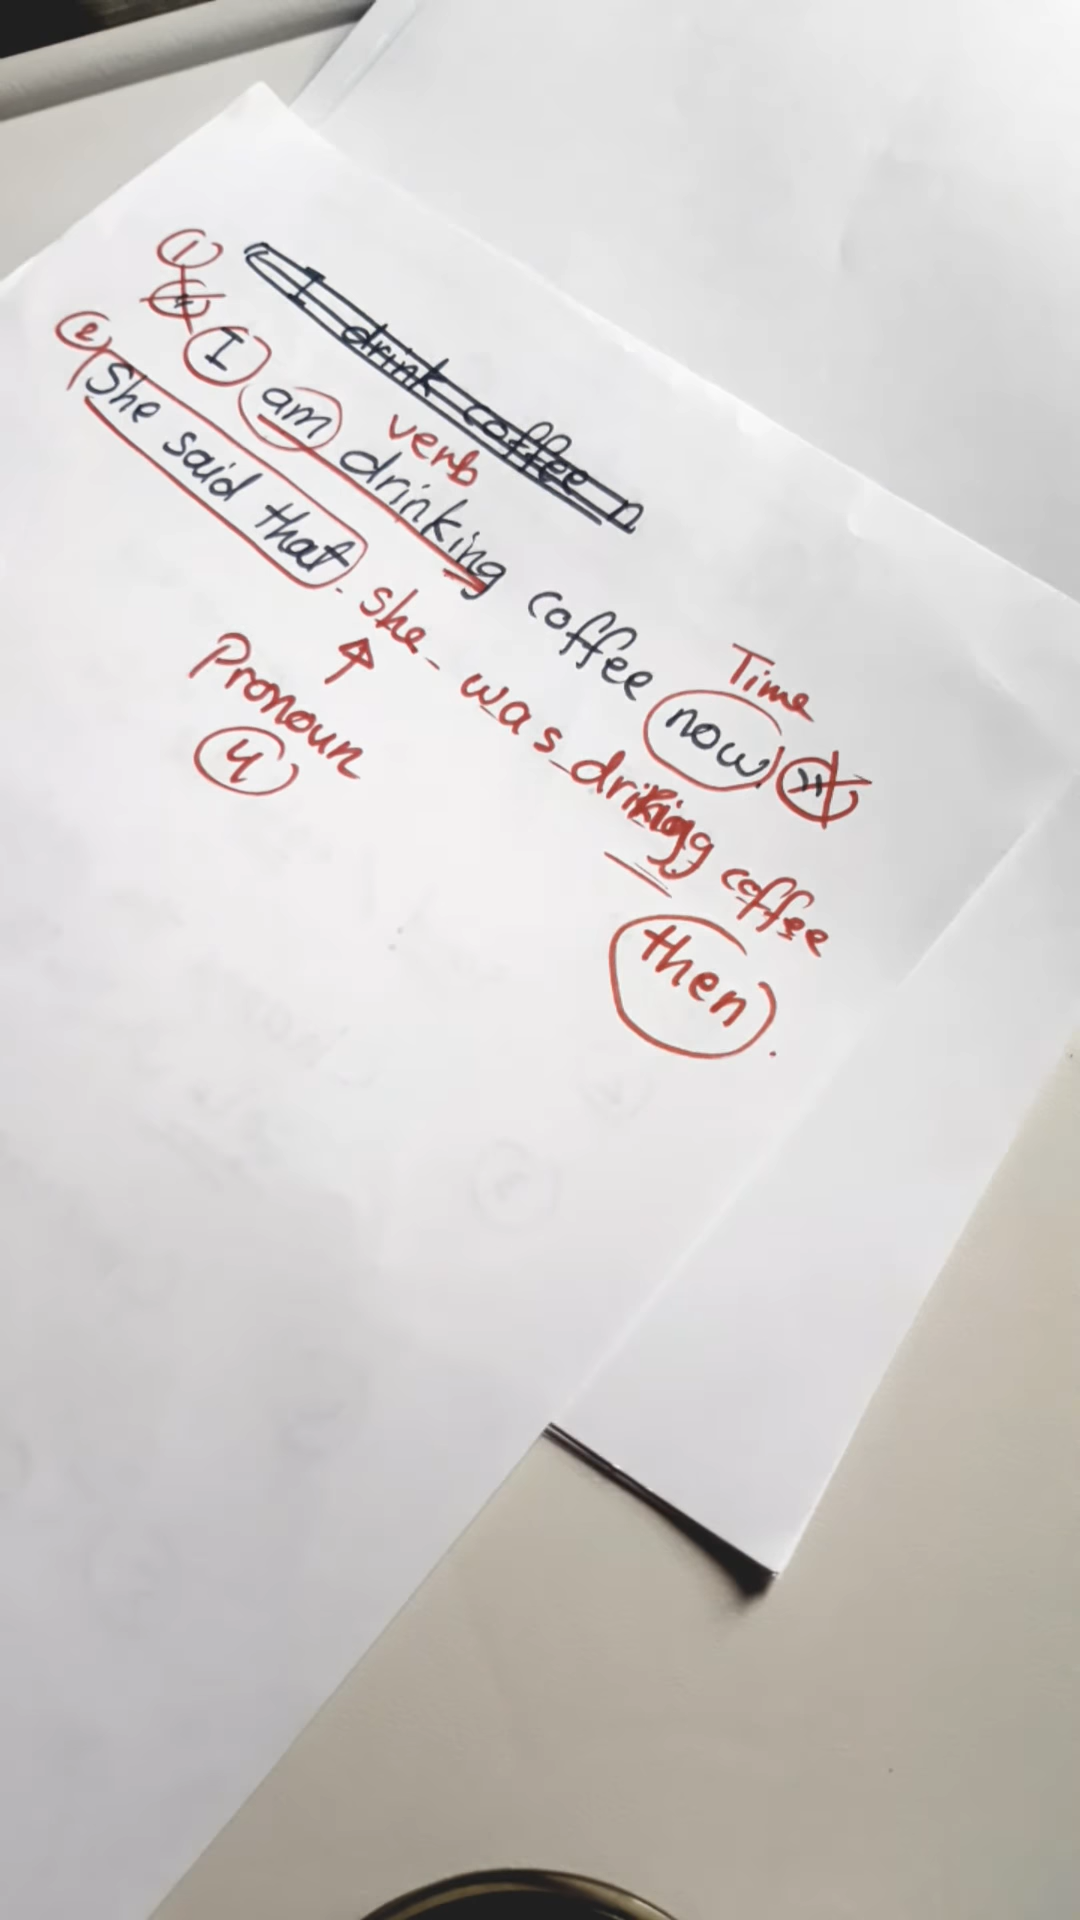 "I drink coffee n
①
verb
"I am drinking coffee now."
Time
② She said that she was coffee
then.
Pronoun
4